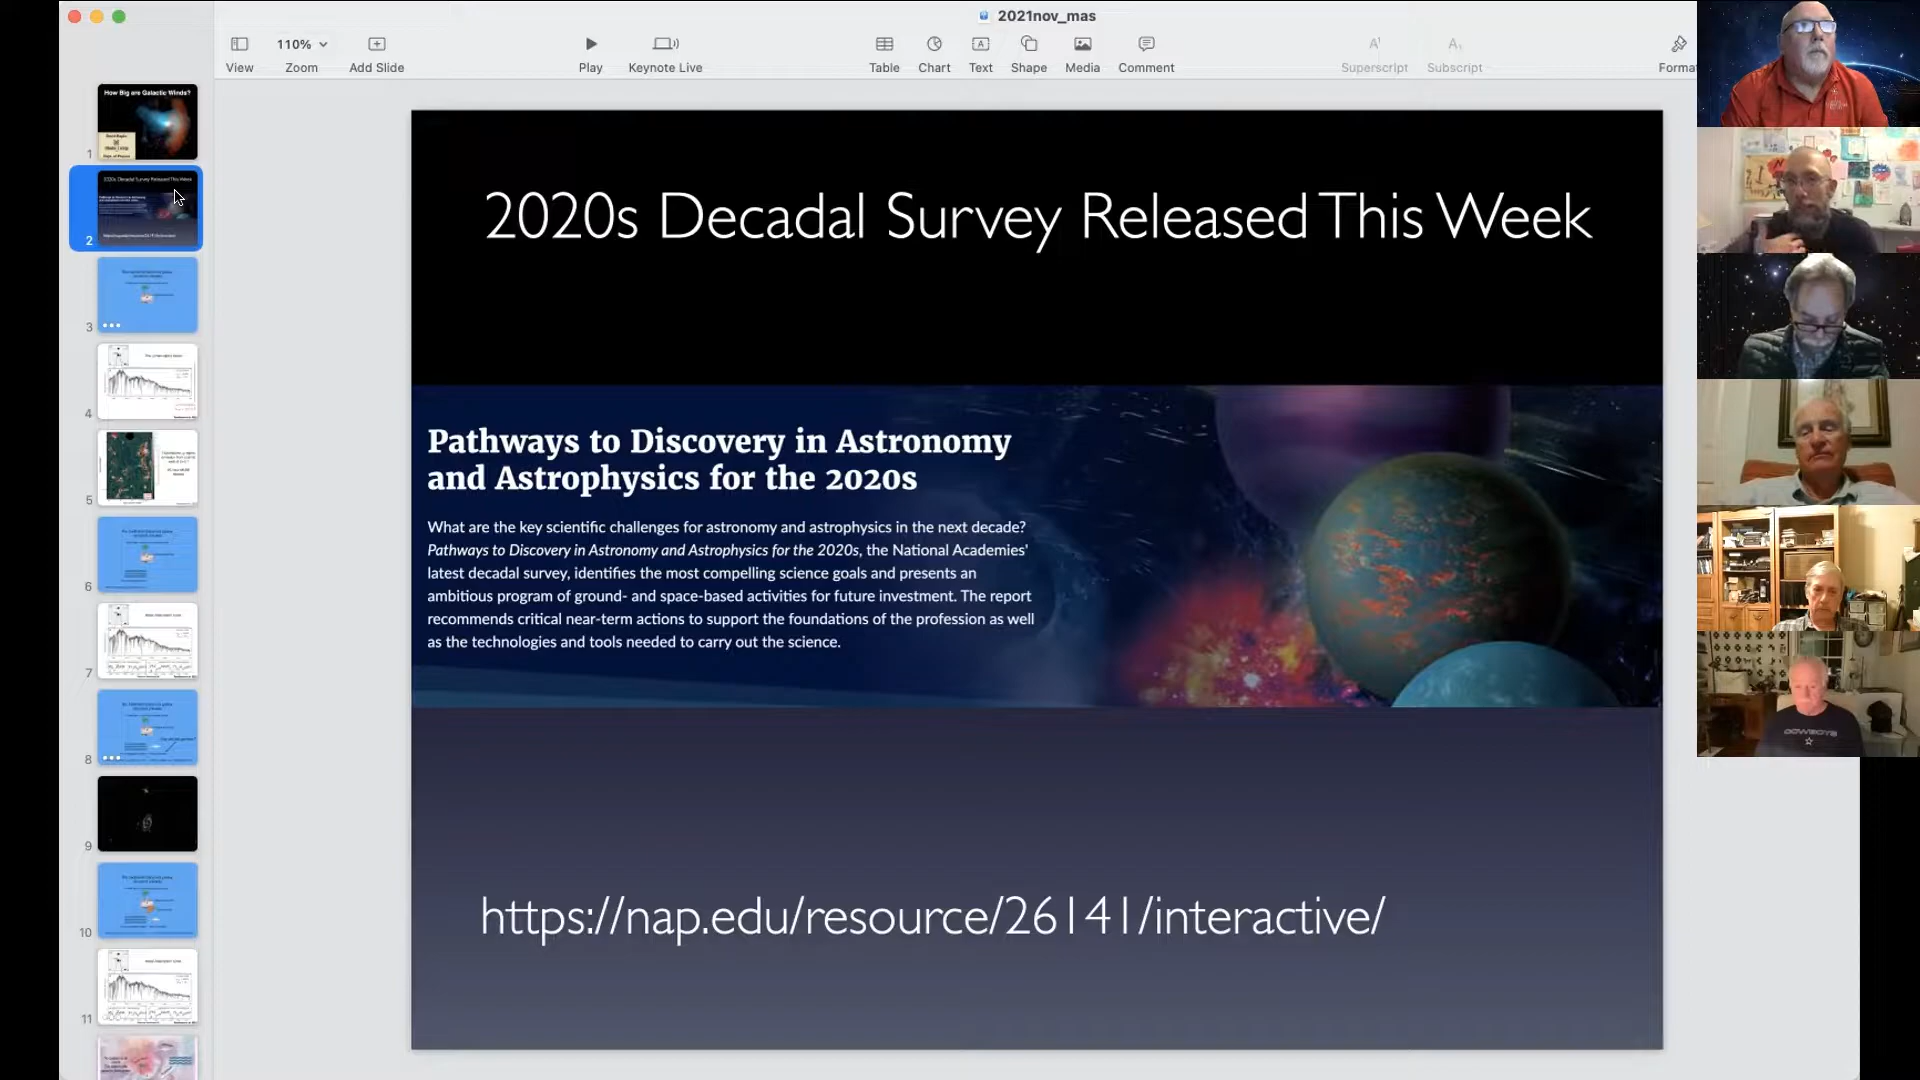 2021nov_mas
110%
View
Zoom
Add Slide
Play
Keynote Live
Table
Chart
Text
Shape
Media
Comment
Superscript
Subscript
Format
How Big are Galactic Winds?
1
2020s Decadal Survey Released This Week
2
3
4
5
6
7
8
9
10
11
2020s Decadal Survey Released This Week
Pathways to Discovery in Astronomy
and Astrophysics for the 2020s
What are the key scientific challenges for astronomy and astrophysics in the next decade?
Pathways to Discovery in Astronomy and Astrophysics for the 2020s, the National Academies'
latest decadal survey, identifies the most compelling science goals and presents an
ambitious program of ground- and space-based activities for future investment. The report
recommends critical near-term actions to support the foundations of the profession as well
as the technologies and tools needed to carry out the science.
https://nap.edu/resource/26141/interactive/
COWBOYS